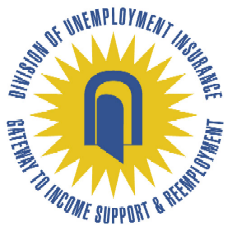 DIVISION OF UNEMPLOYMENT INSURANCE
GATEWAY TO INCOME SUPPORT & REEMPLOYMENT